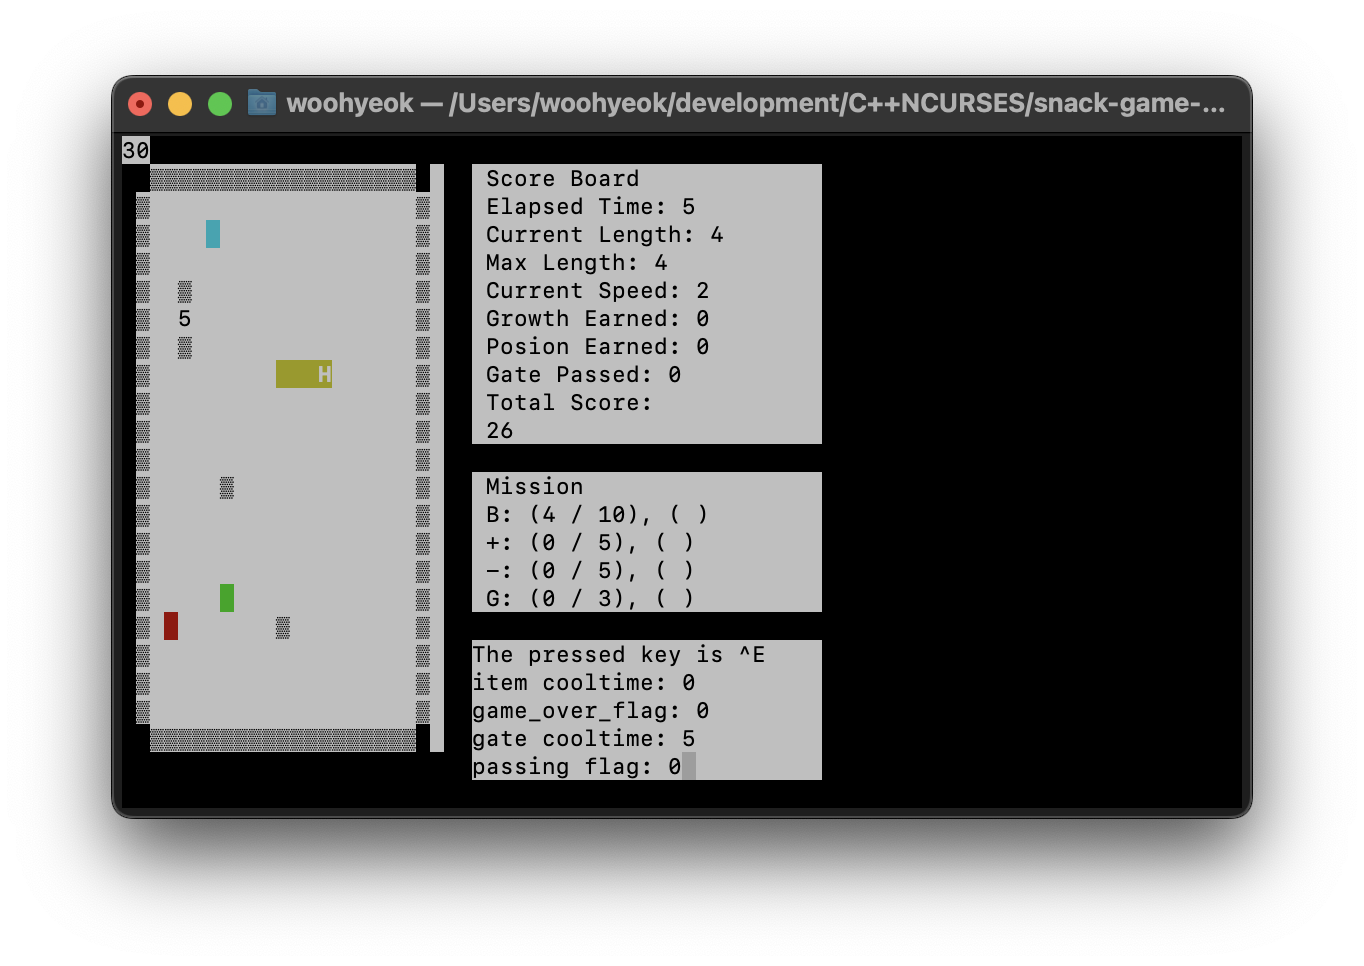 woohyeok — /Users/woohyeok/development/C++NCURSES/snack-game-...
30
5
H
Score Board
Elapsed Time: 5
Current Length: 4
Max Length: 4
Current Speed: 2
Growth Earned: 0
Posion Earned: 0
Gate Passed: 0
Total Score:
26
Mission
B: (4 / 10), ( )
+: (0 / 5), ( )
-: (0 / 5), ( )
G: (0 / 3), ( )
The pressed key is ^E
item cooltime: 0
game_over_flag: 0
gate cooltime: 5
passing flag: 0